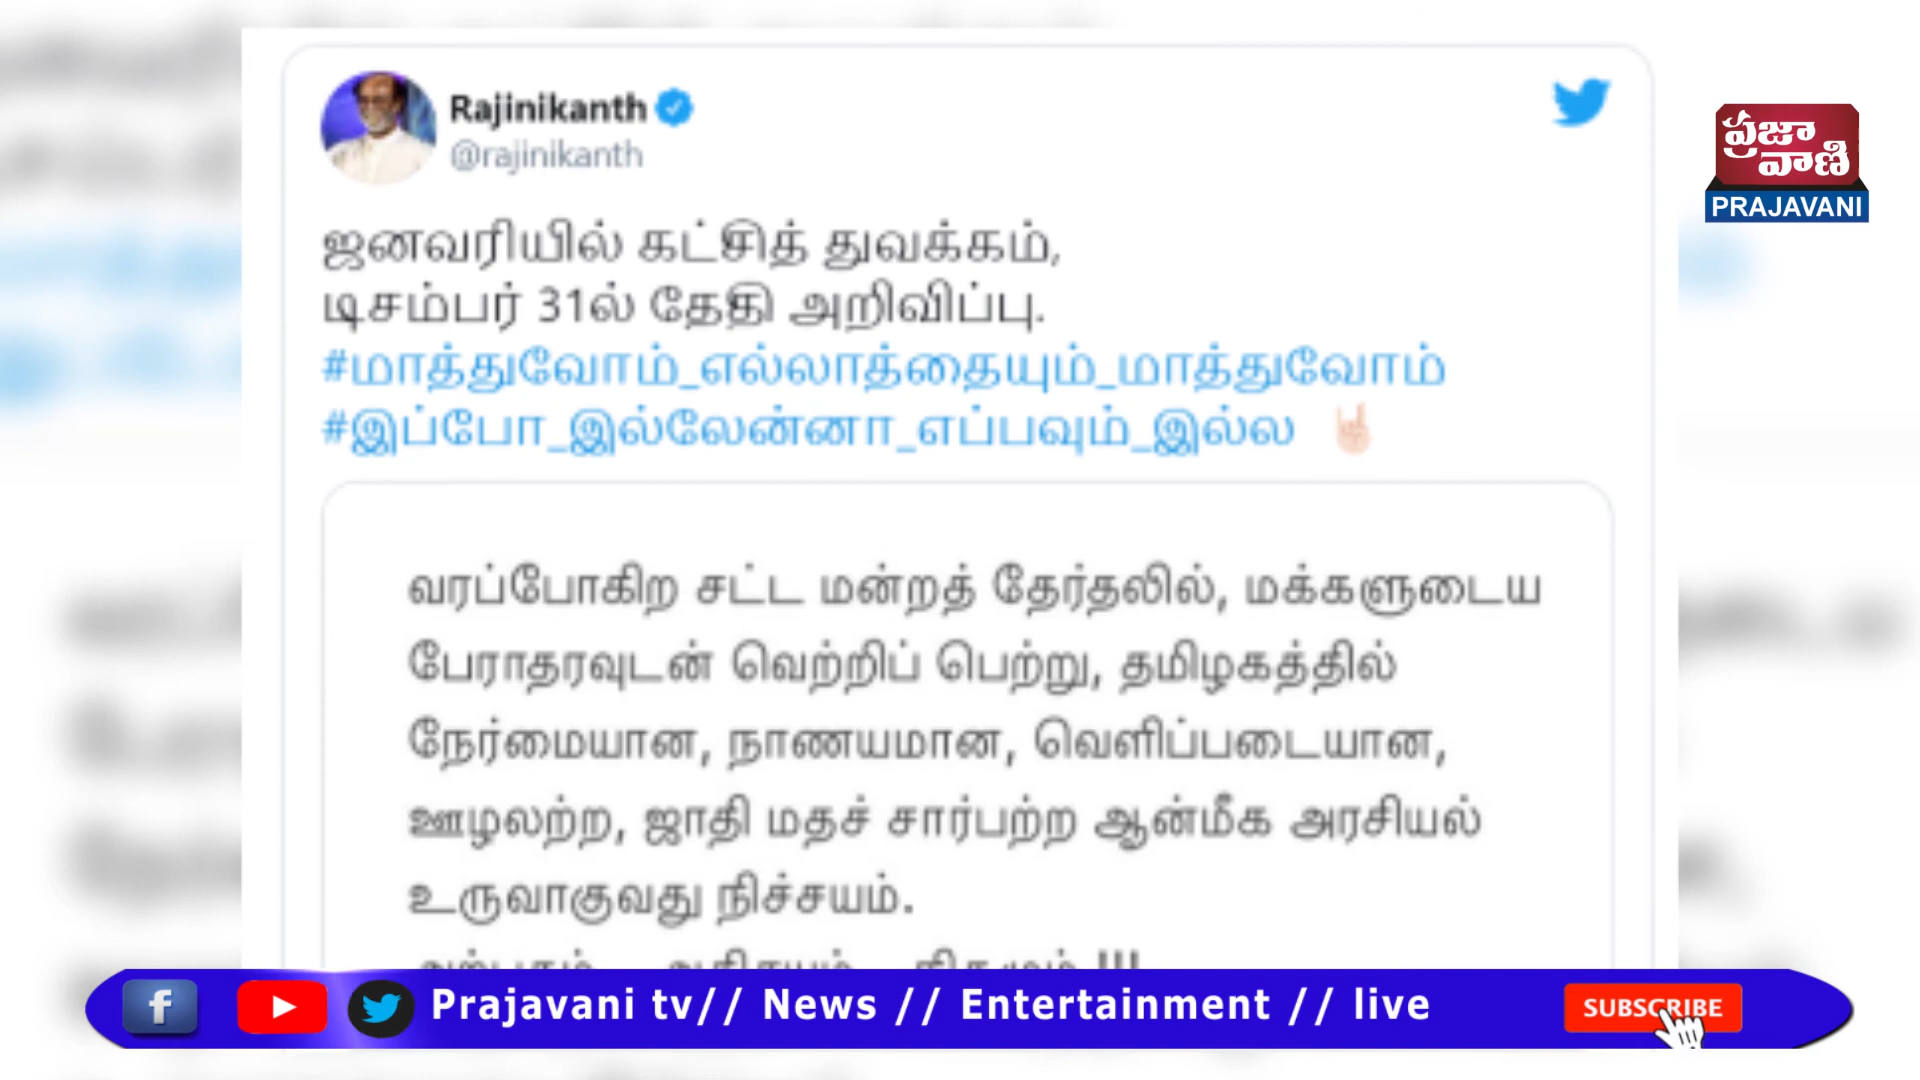 Rajinikanth
@rajinikanth
ஜனவரியில் கட்சித் துவக்கம்,
டிசம்பர் 31ல் தேதி அறிவிப்பு.
#மாத்துவோம்_எல்லாத்தையும்_மாத்துவோம்
#இப்போ_இல்லேன்னா_எப்பவும்_இல்ல 🤘🏻
வரப்போகிற சட்ட மன்றத் தேர்தலில், மக்களுடைய
பேராதரவுடன் வெற்றிப் பெற்று, தமிழகத்தில்
நேர்மையான, நாணயமான, வெளிப்படையான,
ஊழலற்ற, ஜாதி மதச் சார்பற்ற ஆன்மீக அரசியல்
உருவாகுவது நிச்சயம்.
ప్రజా
వాణి
PRAJAVANI
Prajavani tv// News // Entertainment // live
SUBSCRIBE